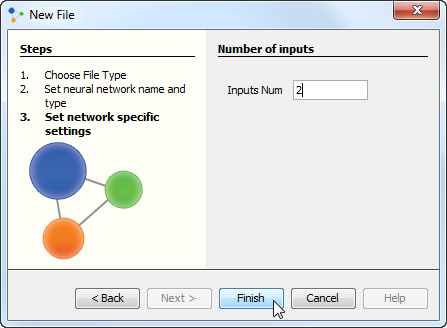 New File
Steps
1. Choose File Type
2. Set neural network name and
type
3. Set network specific
settings
Number of inputs
Inputs Num 2
< Back Next > Finish Cancel Help